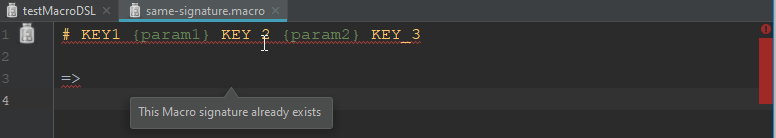 testMacroDSL same-signature.macro
1 # KEY1 {param1} KEY 2 {param2} KEY_3
2
3 =>
4
This Macro signature already exists